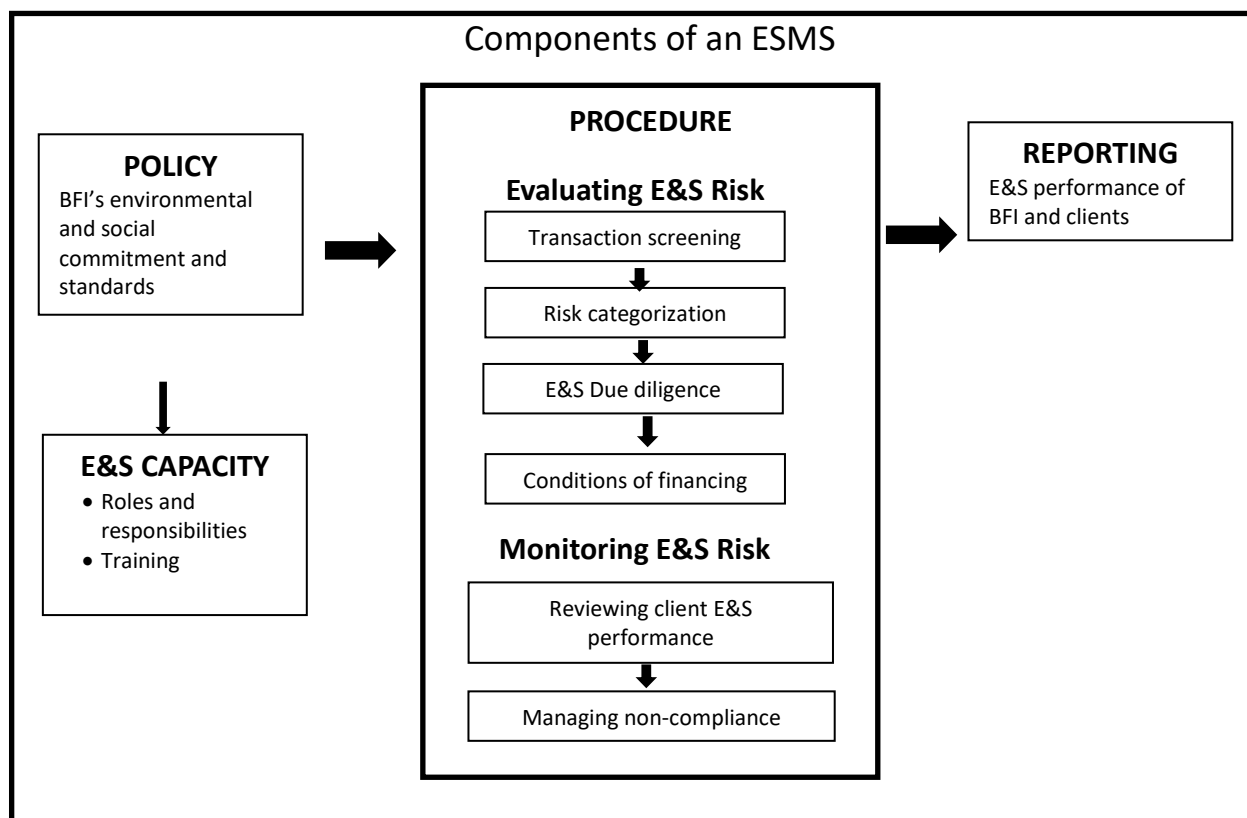 Components of an ESMS
POLICY
BFI’s environmental
and social
commitment and
standards
E&S CAPACITY
• Roles and
responsibilities
• Training
PROCEDURE
Evaluating E&S Risk
Transaction screening
Risk categorization
E&S Due diligence
Conditions of financing
Monitoring E&S Risk
Reviewing client E&S
performance
Managing non-compliance
REPORTING
E&S performance of
BFI and clients